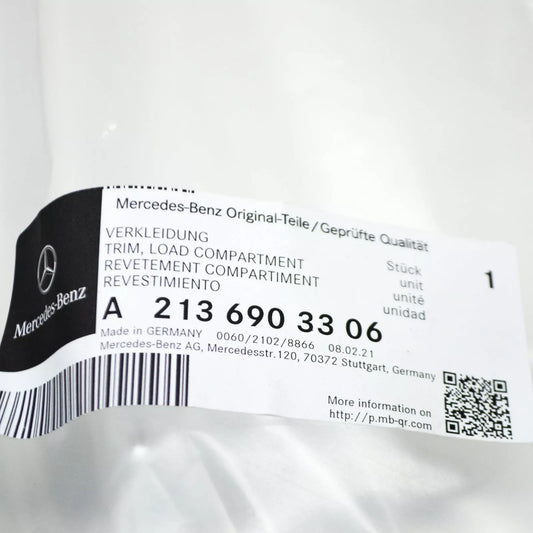 Mercedes-Benz Original-Teile/Geprüfte Qualität
VERKLEIDUNG
TRIM, LOAD COMPARTMENT
REVETEMENT COMPARTIMENT
REVESTIMIENTO
Stück
unit
unité
unidad
1
Mercedes-Benz
A 213 690 33 06
Made in GERMANY 0060/2102/8866 08.02.21
Mercedes-Benz AG, Mercedesstr.120, 70372 Stuttgart, Germany
More information on
http://p.mb-qr.com